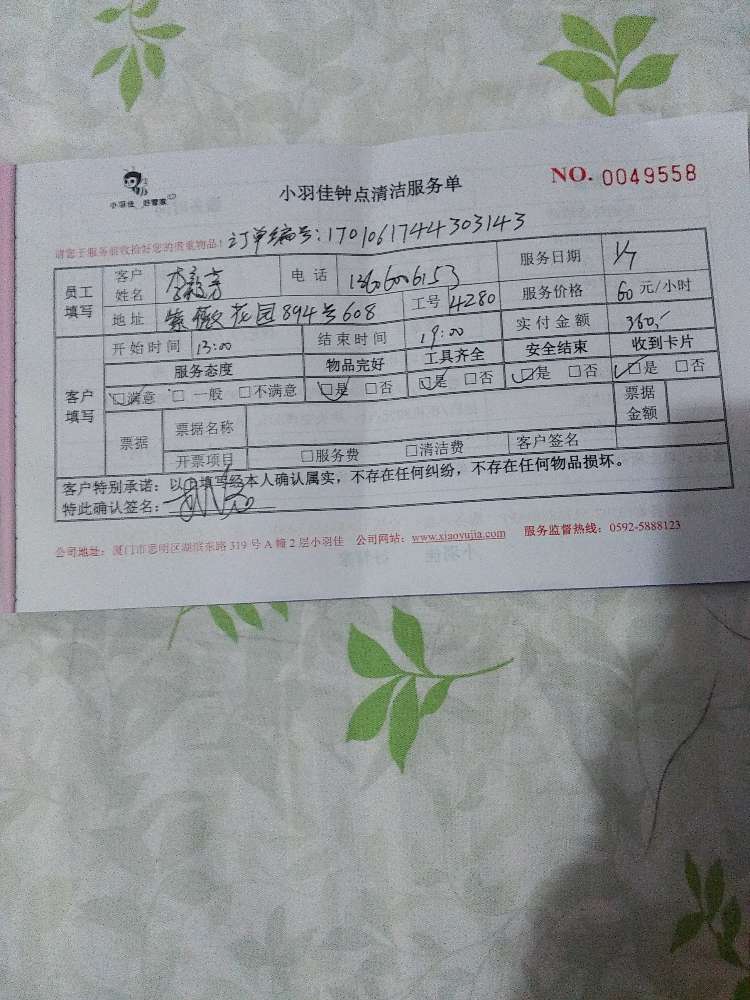 小羽佳 好管家
小羽佳钟点清洁服务单
NO. 0049558
请您于服务前收拾好您的贵重物品! 订单编号:1701061744303143
员工填写 客户姓名 电话 服务日期 1/7
地址 紫薇花园894号608 工号 4280 服务价格 60 元/小时
客户填写 开始时间 13:00 结束时间 19:00 实付金额 360,-
服务态度 物品完好 工具齐全 安全结束 收到卡片
☑满意 □一般 □不满意 ☑是 □否 ☑是 □否 ☑是 □否 ☑是 □否
票据 票据名称 票据金额
开票项目 □服务费 □清洁费 客户签名
客户特别承诺:以上填写经本人确认属实,不存在任何纠纷,不存在任何物品损坏。
特此确认签名:
公司地址:厦门市思明区湖滨东路 319 号 A 幢 2 层小羽佳 公司网站:www.xiaoyujia.com 服务监督热线:0592-5888123